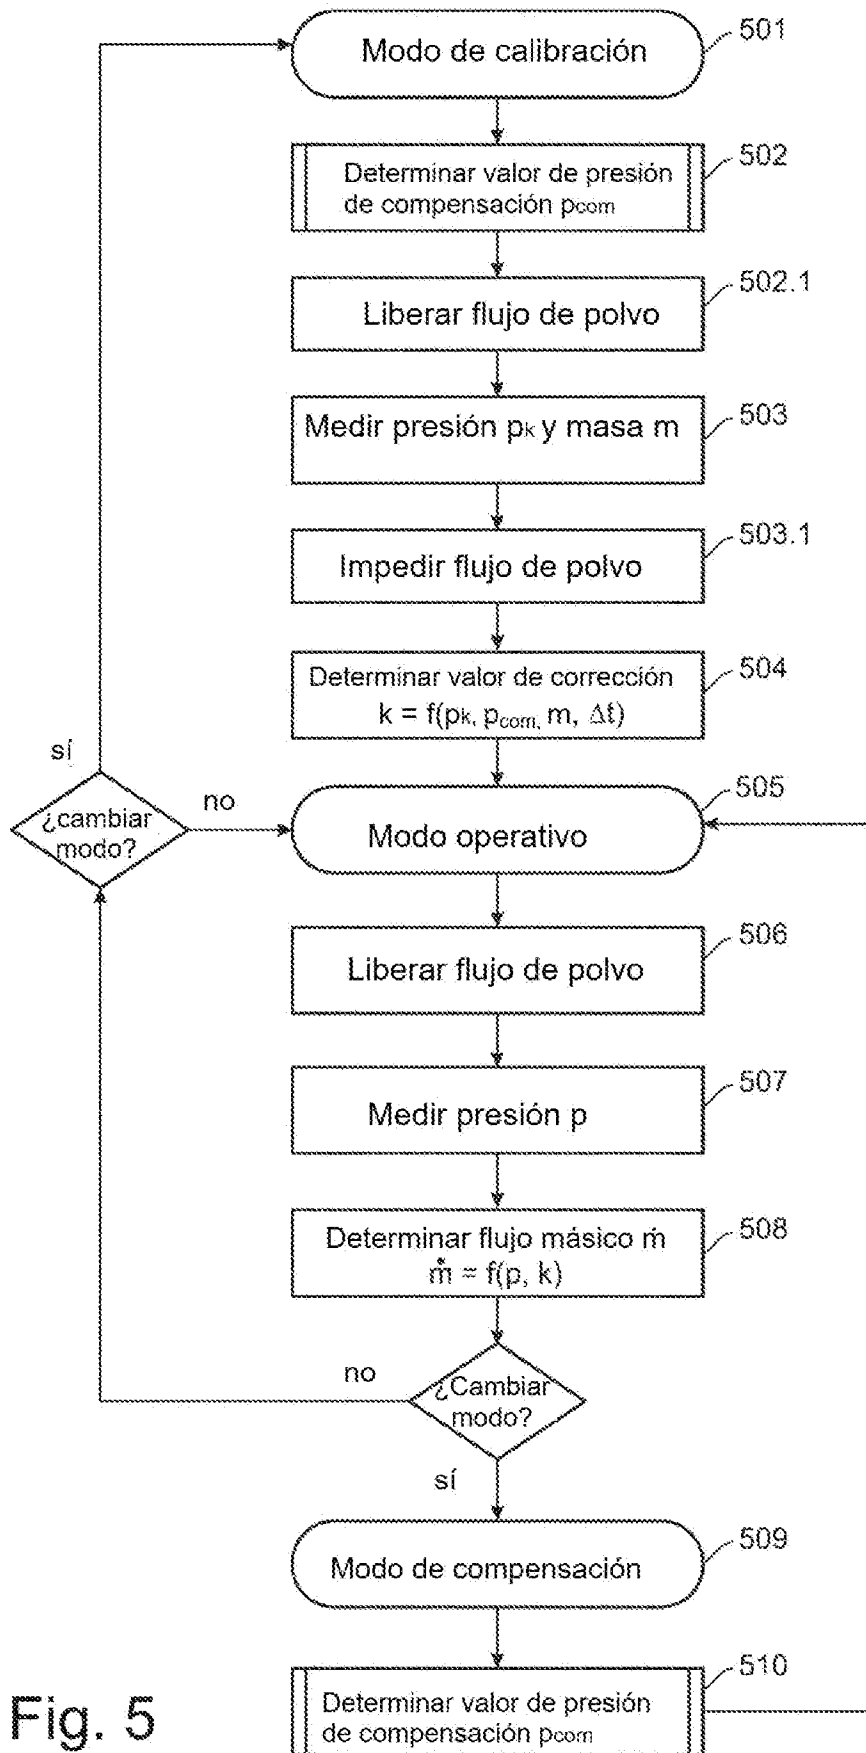 Modo de calibración
501
Determinar valor de presión
de compensación pcom
502
Liberar flujo de polvo
502.1
Medir presión pk y masa m
503
Impedir flujo de polvo
503.1
Determinar valor de corrección
k = f(pk, pcom, m, Δt)
504
sí
¿cambiar
modo?
no
Modo operativo
505
Liberar flujo de polvo
506
Medir presión p
507
Determinar flujo másico ṁ
ṁ = f(p, k)
508
no
¿Cambiar
modo?
sí
Modo de compensación
509
Determinar valor de presión
de compensación pcom
510
Fig. 5